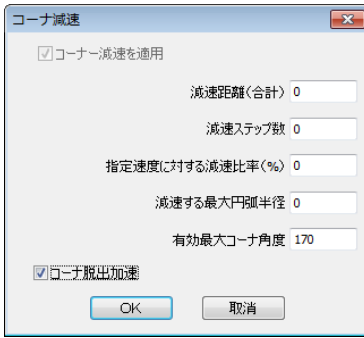 コーナ減速
コーナー減速を適用
減速距離(合計) 0
減速ステップ数 0
指定速度に対する減速比率(%) 0
減速する最大円弧半径 0
有効最大コーナ角度 170
コーナ脱出加速
OK 取消